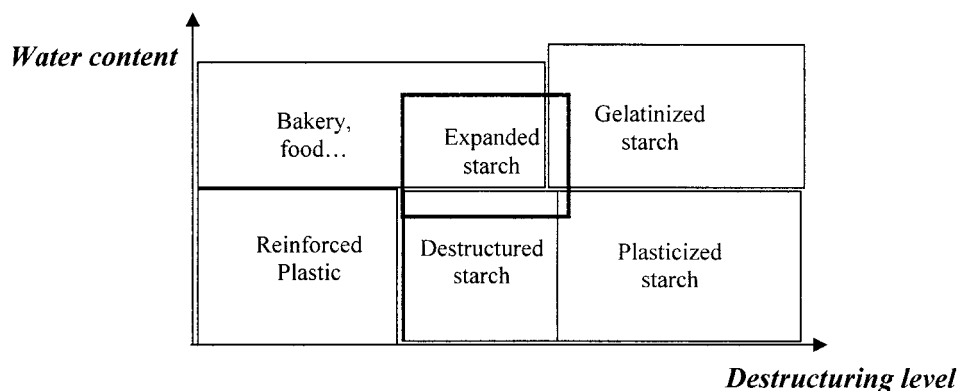 Water content
Bakery,
food...
Expanded
starch
Gelatinized
starch
Reinforced
Plastic
Destructured
starch
Plasticized
starch
Destructuring level